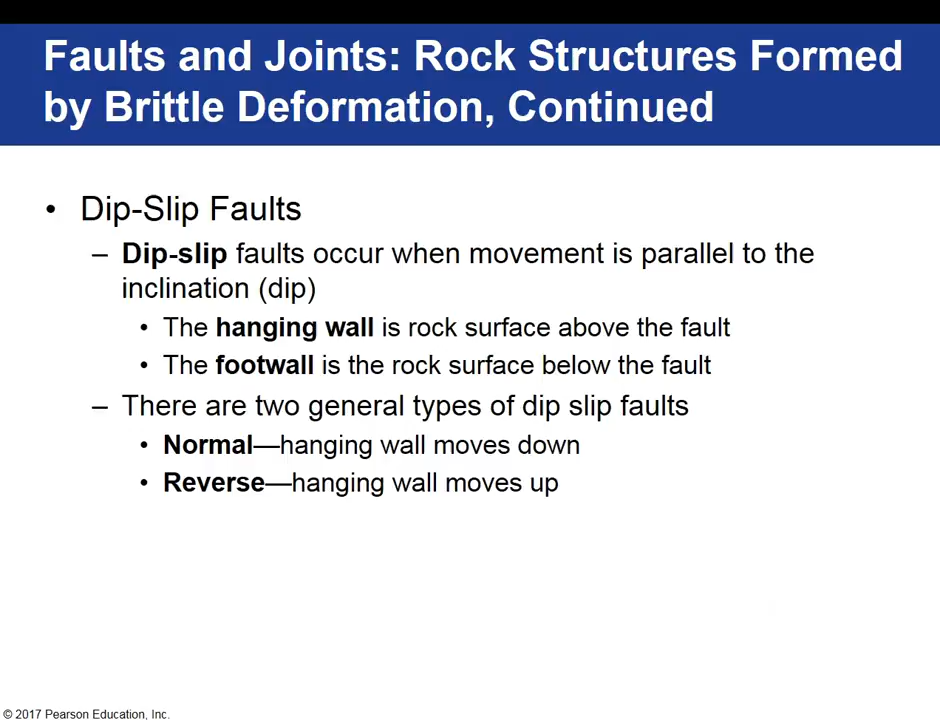 Faults and Joints: Rock Structures Formed
by Brittle Deformation, Continued
• Dip-Slip Faults
– Dip-slip faults occur when movement is parallel to the
inclination (dip)
• The hanging wall is rock surface above the fault
• The footwall is the rock surface below the fault
– There are two general types of dip slip faults
• Normal—hanging wall moves down
• Reverse—hanging wall moves up
© 2017 Pearson Education, Inc.